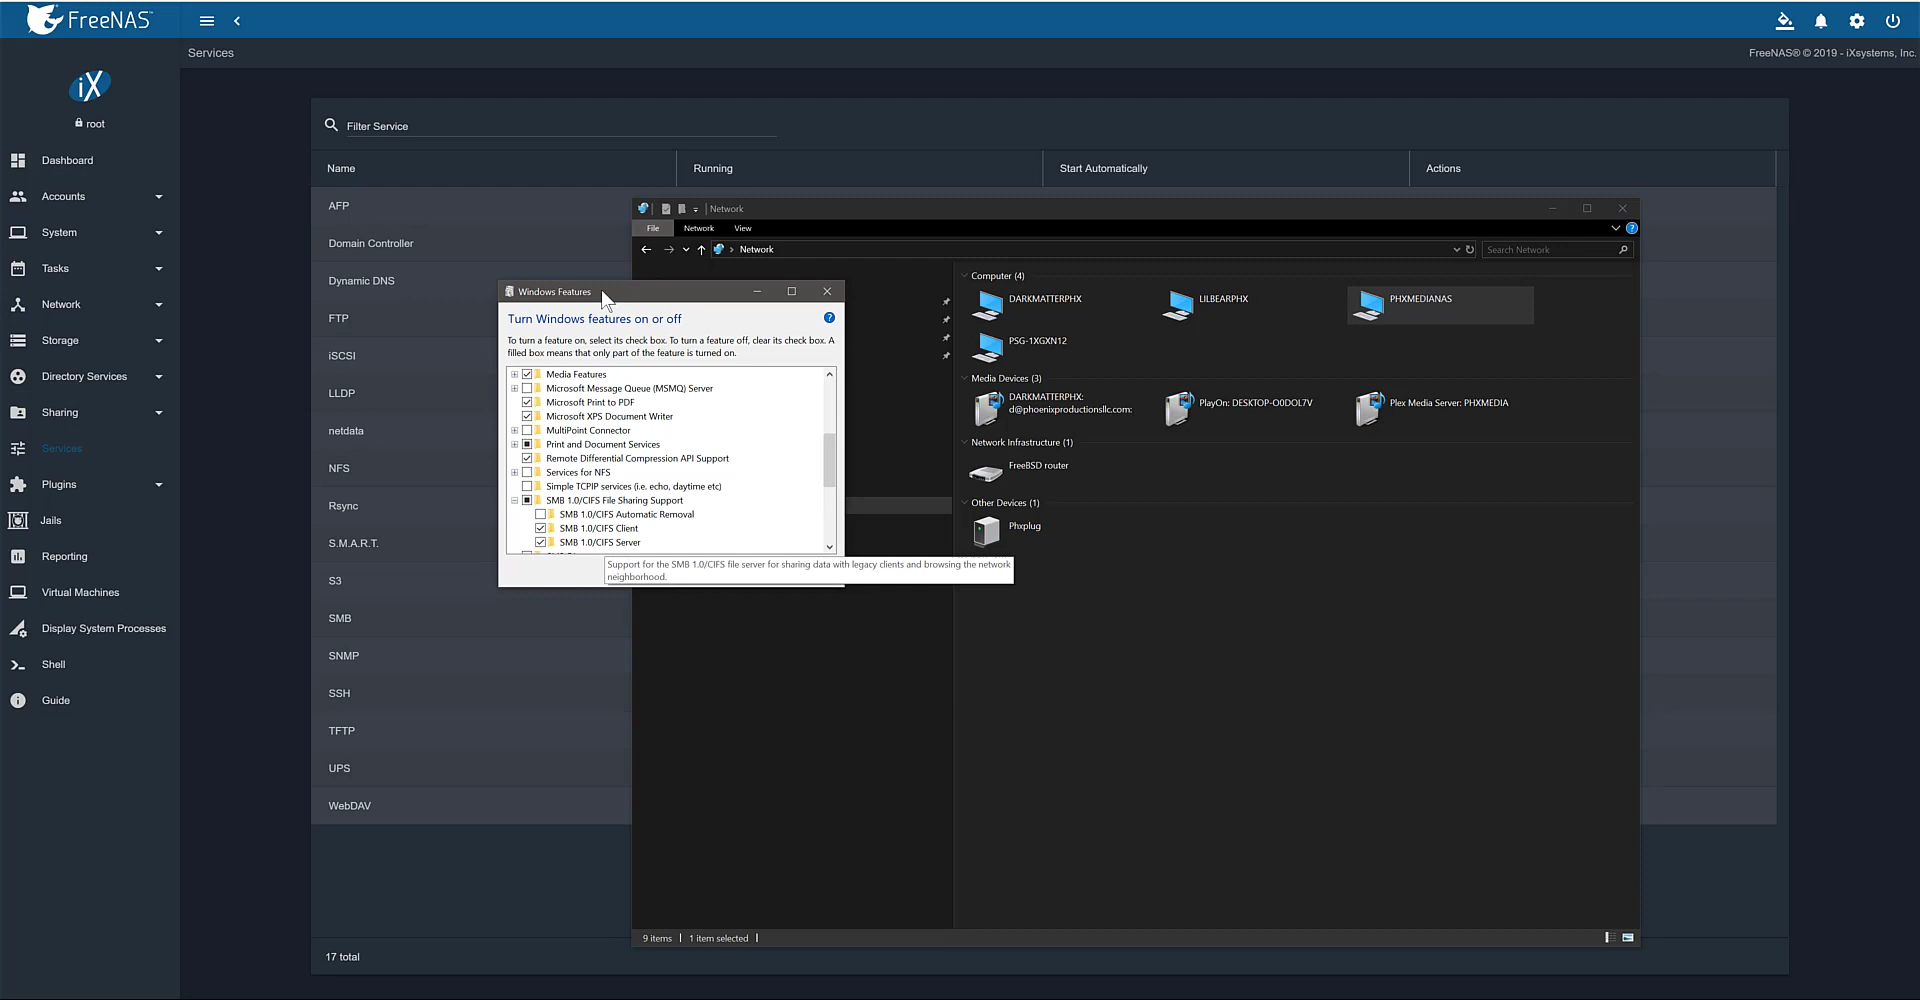 FreeNAS
Services
FreeNAS® © 2019 - iXsystems, Inc.
iX
root
Dashboard
Accounts
System
Tasks
Network
Storage
Directory Services
Sharing
Services
Plugins
Jails
Reporting
Virtual Machines
Display System Processes
Shell
Guide
Filter Service
Name
Running
Start Automatically
Actions
AFP
Domain Controller
Dynamic DNS
FTP
iSCSI
LLDP
netdata
NFS
Rsync
S.M.A.R.T.
S3
SMB
SNMP
SSH
TFTP
UPS
WebDAV
17 total
Network
File
Network
View
Network
Search Network
Computer (4)
DARKMATTERPHX
LILBEARPHX
PHXMEDIANAS
PSG-1XGXN12
Media Devices (3)
DARKMATTERPHX:
d@phoenixproductionsllc.com:
PlayOn: DESKTOP-O0DOL7V
Plex Media Server: PHXMEDIA
Network Infrastructure (1)
FreeBSD router
Other Devices (1)
Phxplug
9 items
1 item selected
Windows Features
Turn Windows features on or off
To turn a feature on, select its check box. To turn a feature off, clear its check box. A
filled box means that only part of the feature is turned on.
Media Features
Microsoft Message Queue (MSMQ) Server
Microsoft Print to PDF
Microsoft XPS Document Writer
MultiPoint Connector
Print and Document Services
Remote Differential Compression API Support
Services for NFS
Simple TCPIP services (i.e. echo, daytime etc)
SMB 1.0/CIFS File Sharing Support
SMB 1.0/CIFS Automatic Removal
SMB 1.0/CIFS Client
SMB 1.0/CIFS Server
Support for the SMB 1.0/CIFS file server for sharing data with legacy clients and browsing the network
neighborhood.